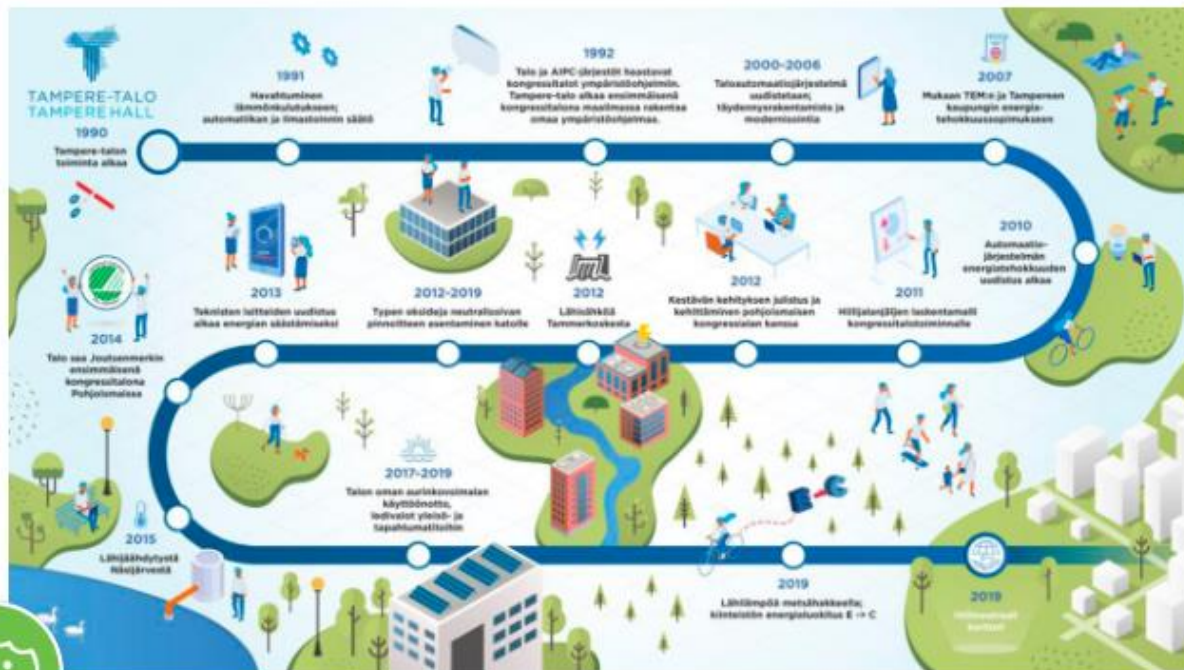 TAMPERE-TALO
TAMPERE HALL
1990
Tampere-talon
toiminta alkaa
1991
Havahtuminen
lämmönkulutukseen;
automatiikan ja ilmastoinnin säätö
1992
Talo ja AIPC-järjestöt haastavat
kongressitalot ympäristöohjelmiin.
Tampere-talo alkaa ensimmäisenä
kongressitalona maailmassa rakentaa
omaa ympäristöohjelmaa.
2000-2006
Taloautomaatiojärjestelmä
uudistetaan;
täydennysrakentamista ja
modernisointia
2007
Mukaan TEM:n ja Tampereen
kaupungin energia-
tehokkuussopimukseen
2010
Automaatio-
järjestelmän
energiatehokkuuden
uudistus alkaa
2011
Hiilijalanjäljen laskentamalli
kongressitalotoiminnalle
2012
Kestävän kehityksen julistus ja
kehittäminen pohjoismaisen
kongressialan kanssa
2012
Lähisähköä
Tammerkoskesta
2012-2019
Typen oksideja neutralisoivan
pinnoitteen asentaminen katolle
2013
Teknisten laitteiden uudistus
alkaa energian säästämiseksi
2014
Talo saa Joutsenmerkin
ensimmäisenä
kongressitalona
Pohjoismaissa
2015
Lähijäähdytystä
Näsijärvestä
2017-2019
Talon oman aurinkovoimalan
käyttöönotto,
ledivalot yleisö- ja
tapahtumatiloihin
2019
Lähilämpöä metsähakkeella;
kiinteistön energialuokitus E -> C
2019